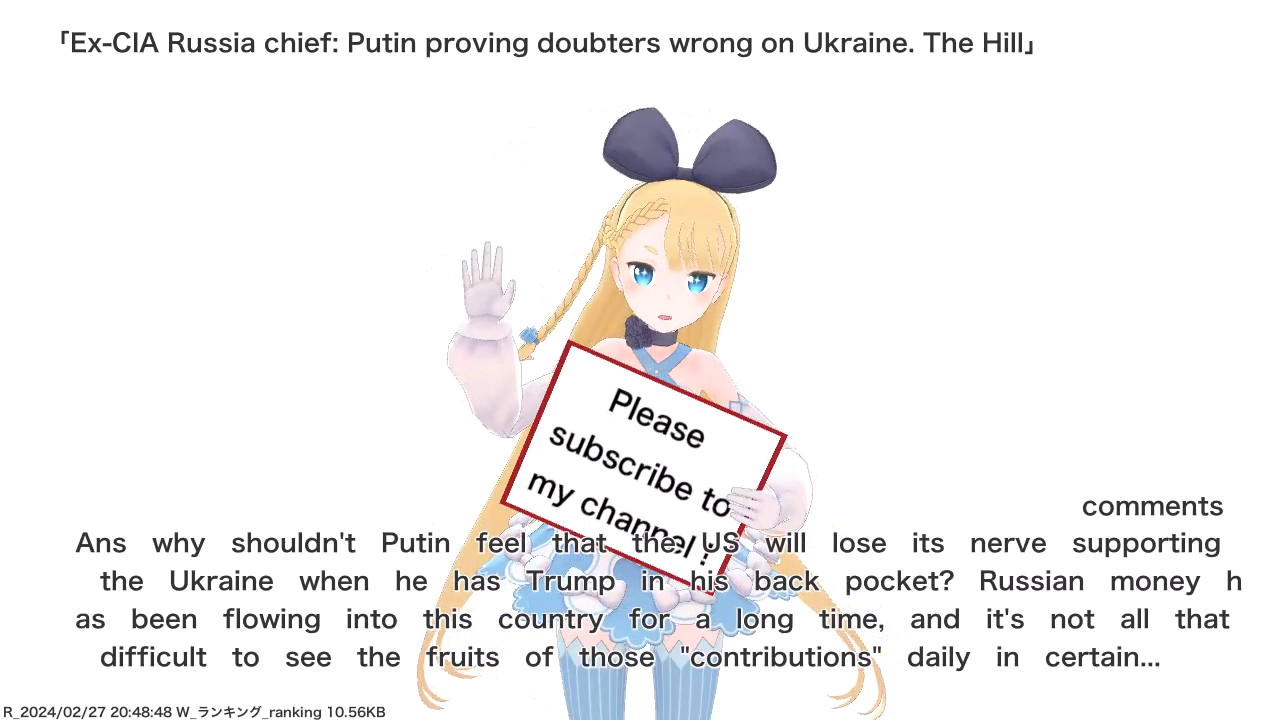 「Ex-CIA Russia chief: Putin proving doubters wrong on Ukraine. The Hill」
Please
subscribe to
my channel !
comments
Ans why shouldn't Putin feel that the US will lose its nerve supporting
the Ukraine when he has Trump in his back pocket? Russian money h
as been flowing into this country for a long time, and it's not all that
difficult to see the fruits of those "contributions" daily in certain...
R_2024/02/27 20:48:48 W_ランキング_ranking 10.56KB